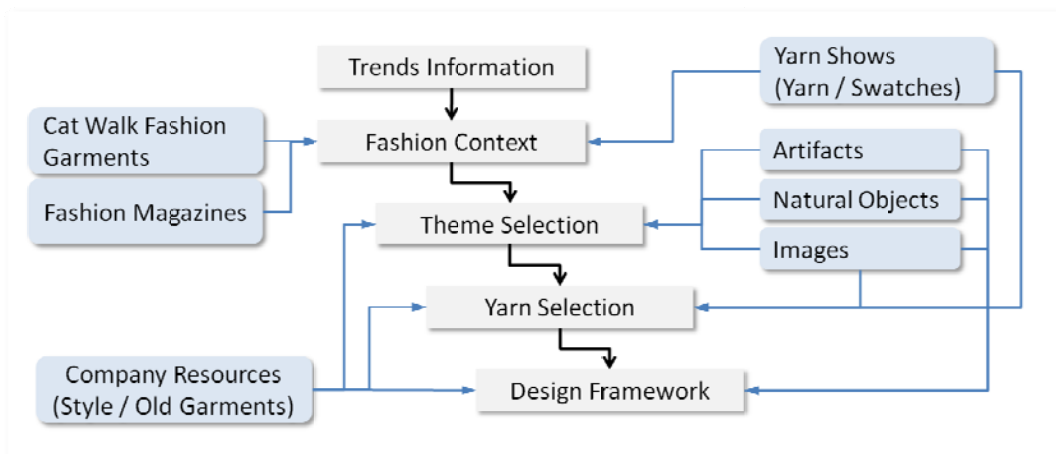 Trends Information
Yarn Shows
(Yarn / Swatches)
Cat Walk Fashion
Garments
Fashion Context
Artifacts
Fashion Magazines
Natural Objects
Theme Selection
Images
Yarn Selection
Company Resources
(Style / Old Garments)
Design Framework